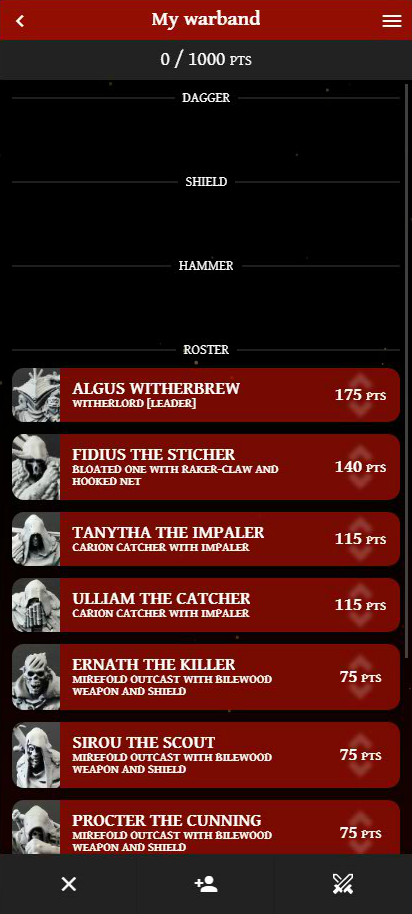 My warband
0 / 1000 PTS
DAGGER
SHIELD
HAMMER
ROSTER
ALGUS WITHERBREW
WITHERLORD [LEADER]
175 PTS
FIDIUS THE STICHER
BLOATED ONE WITH RAKER-CLAW AND
HOOKED NET
140 PTS
TANYTHA THE IMPALER
CARION CATCHER WITH IMPALER
115 PTS
ULLIAM THE CATCHER
CARION CATCHER WITH IMPALER
115 PTS
ERNATH THE KILLER
MIREFOLD OUTCAST WITH BILEWOOD
WEAPON AND SHIELD
75 PTS
SIROU THE SCOUT
MIREFOLD OUTCAST WITH BILEWOOD
WEAPON AND SHIELD
75 PTS
PROCTER THE CUNNING
MIREFOLD OUTCAST WITH BILEWOOD
WEAPON AND SHIELD
75 PTS